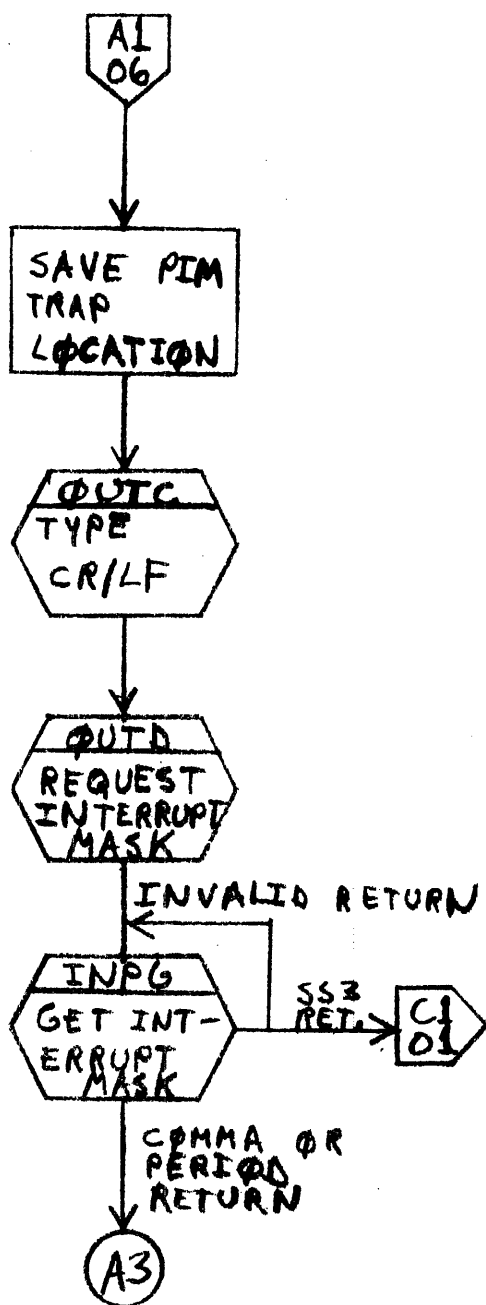 A1
06
SAVE PIM
TRAP
LØCATIØN
ØUTC
TYPE
CR/LF
ØUTD
REQUEST
INTERRUPT
MASK
INVALID RETURN
INPG
GET INT-
ERRUPT
MASK
SS3
RET.
C1
01
CØMMA ØR
PERIØD
RETURN
A3